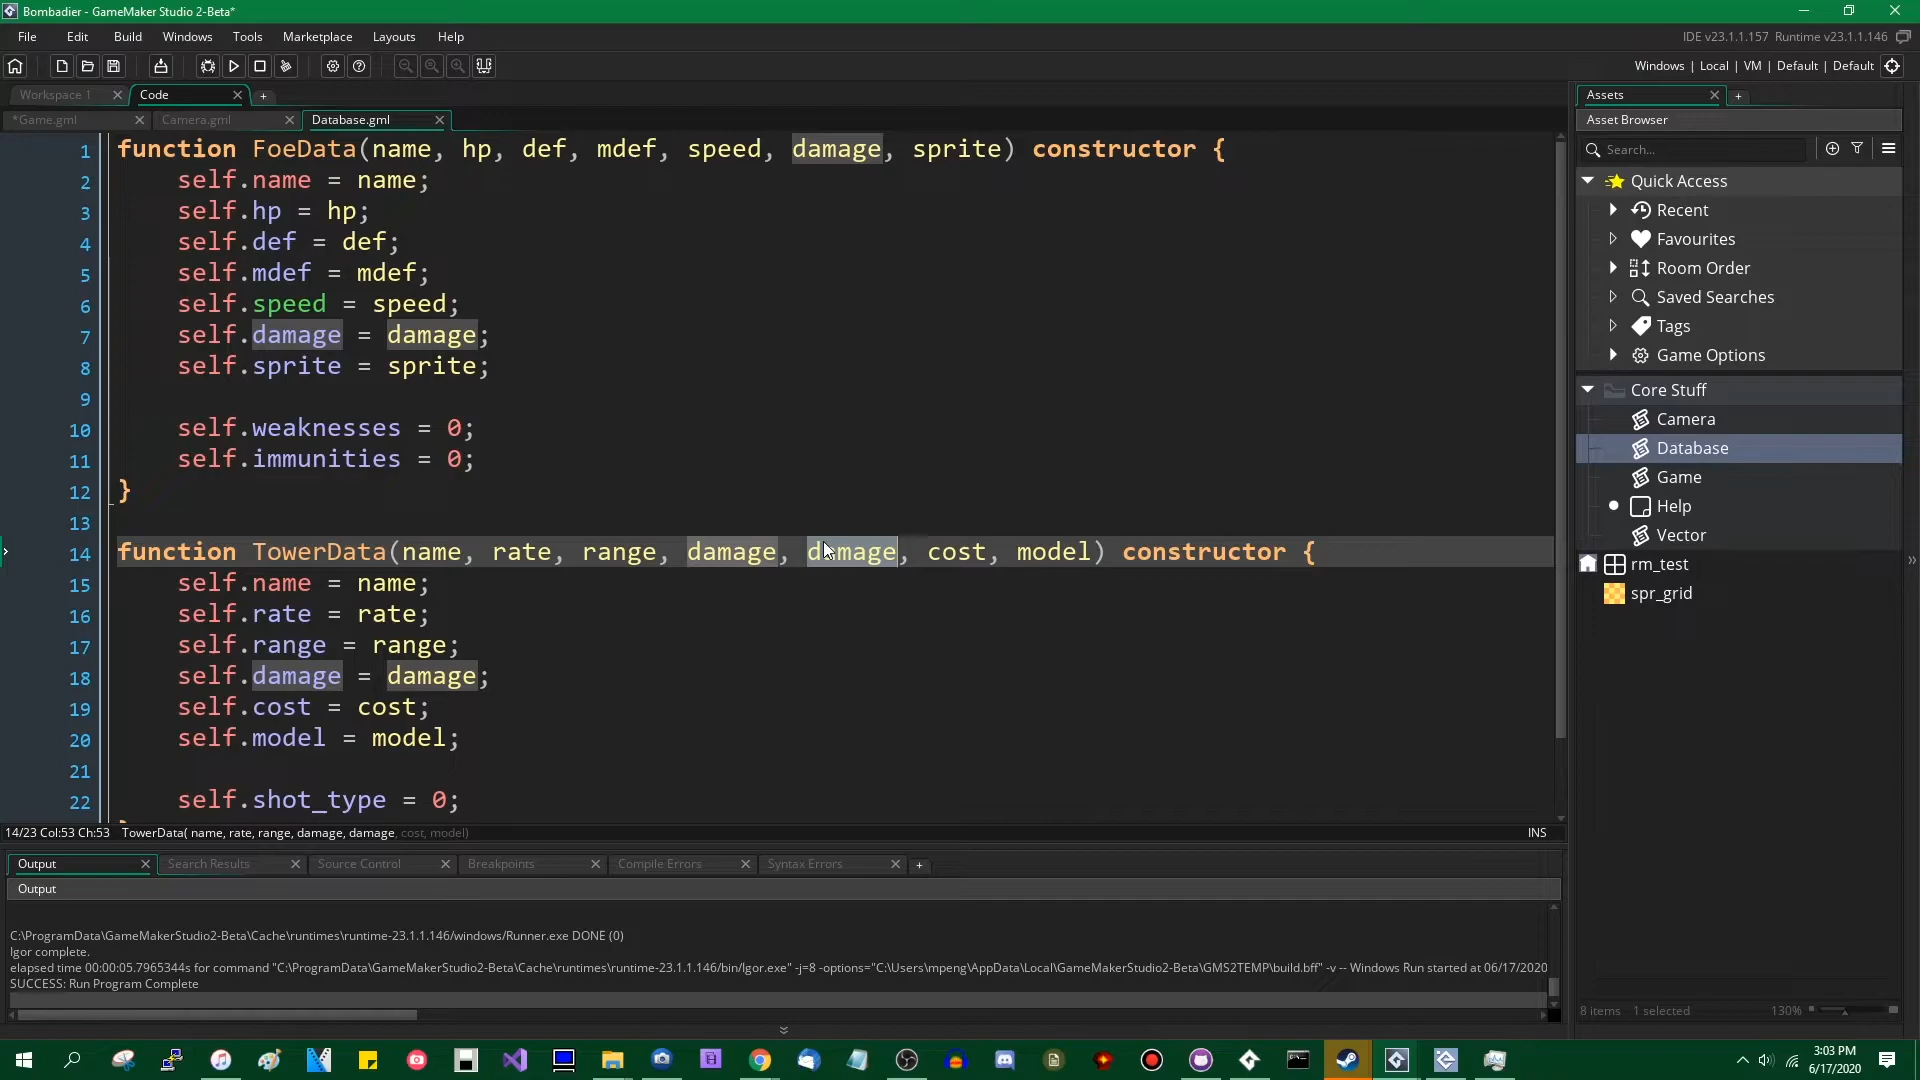 Bombadier - GameMaker Studio 2-Beta*
File Edit Build Windows Tools Marketplace Layouts Help
IDE v23.1.1.157 Runtime v23.1.1.146
Windows | Local | VM | Default | Default
Workspace 1 Code
*Game.gml Camera.gml Database.gml
1 function FoeData(name, hp, def, mdef, speed, damage, sprite) constructor {
2 self.name = name;
3 self.hp = hp;
4 self.def = def;
5 self.mdef = mdef;
6 self.speed = speed;
7 self.damage = damage;
8 self.sprite = sprite;
9
10 self.weaknesses = 0;
11 self.immunities = 0;
12 }
13
14 function TowerData(name, rate, range, damage, damage, cost, model) constructor {
15 self.name = name;
16 self.rate = rate;
17 self.range = range;
18 self.damage = damage;
19 self.cost = cost;
20 self.model = model;
21
22 self.shot_type = 0;
14/23 Col:53 Ch:53 TowerData( name, rate, range, damage, damage, cost, model)
INS
Output Search Results Source Control Breakpoints Compile Errors Syntax Errors
Output
C:\ProgramData\GameMakerStudio2-Beta\Cache\runtimes\runtime-23.1.1.146/windows/Runner.exe DONE (0)
Igor complete.
elapsed time 00:00:05.7965344s for command "C:\ProgramData\GameMakerStudio2-Beta\Cache\runtimes\runtime-23.1.1.146/bin/Igor.exe" -j=8 -options="C:\Users\mpeng\AppData\Local\GameMakerStudio2-Beta\GMS2TEMP\build.bff" -v -- Windows Run started at 06/17/2020
SUCCESS: Run Program Complete
Assets
Asset Browser
Search...
Quick Access
Recent
Favourites
Room Order
Saved Searches
Tags
Game Options
Core Stuff
Camera
Database
Game
Help
Vector
rm_test
spr_grid
8 items 1 selected 130%
3:03 PM
6/17/2020